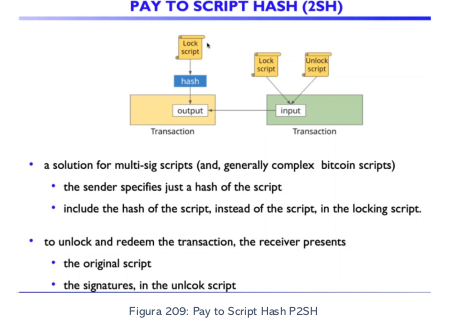 PAY TO SCRIPT HASH (2SH)
Lock
script
hash
Lock
script
Unlock
script
output
input
Transaction
Transaction
• a solution for multi-sig scripts (and, generally complex bitcoin scripts)
• the sender specifies just a hash of the script
• include the hash of the script, instead of the script, in the locking script.
• to unlock and redeem the transaction, the receiver presents
• the original script
• the signatures, in the unlcok script
Figura 209: Pay to Script Hash P2SH